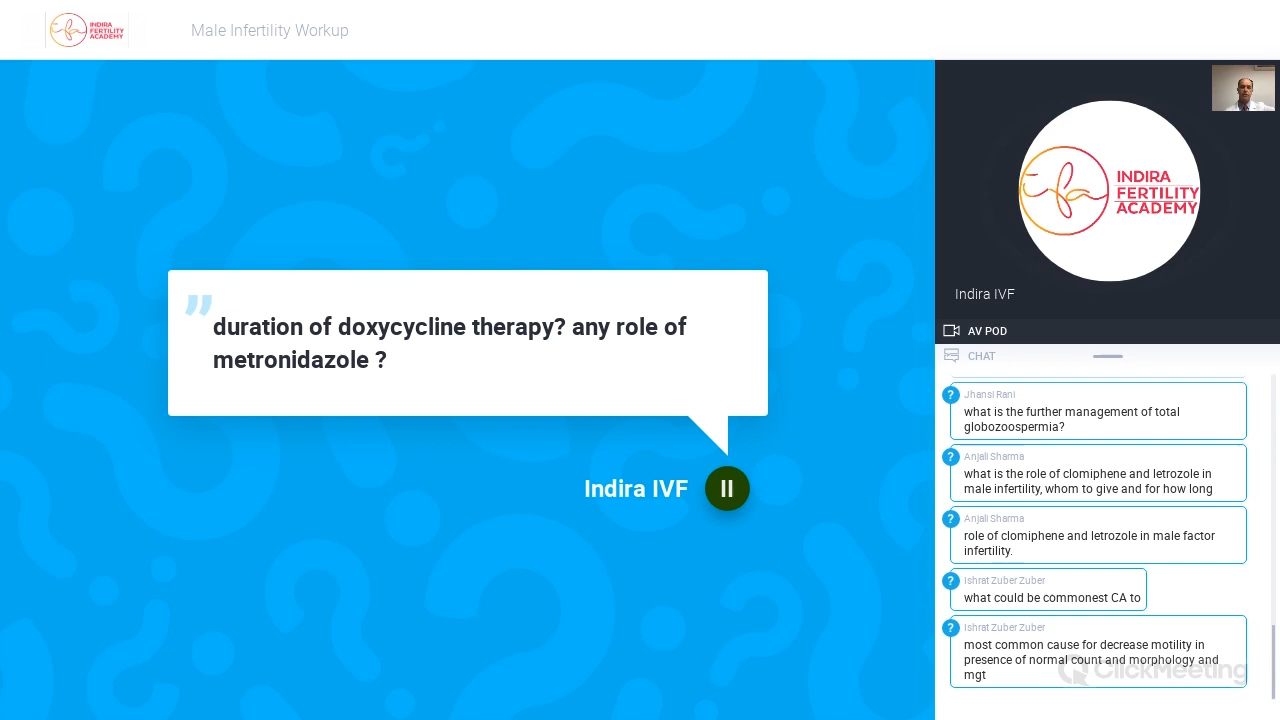 INDIRA
FERTILITY
ACADEMY
Male Infertility Workup
"
duration of doxycycline therapy? any role of
metronidazole ?
Indira IVF
II
ifa
INDIRA
FERTILITY
ACADEMY
Indira IVF
AV POD
CHAT
?
Jhansi Rani
what is the further management of total
globozoospermia?
?
Anjali Sharma
what is the role of clomiphene and letrozole in
male infertility, whom to give and for how long
?
Anjali Sharma
role of clomiphene and letrozole in male factor
infertility.
?
Ishrat Zuber Zuber
what could be commonest CA to
?
Ishrat Zuber Zuber
most common cause for decrease motility in
presence of normal count and morphology and
mgt
ClickMeeting